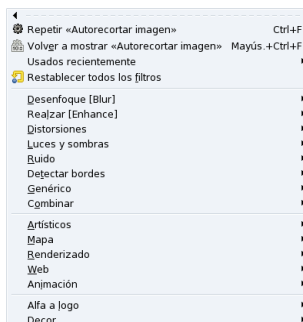 Repetir «Autorecortar imagen» Ctrl+F
Volver a mostrar «Autorecortar imagen» Mayús.+Ctrl+F
Usados recientemente
Restablecer todos los filtros
Desenfoque [Blur]
Realzar [Enhance]
Distorsiones
Luces y sombras
Ruido
Detectar bordes
Genérico
Combinar
Artísticos
Mapa
Renderizado
Web
Animación
Alfa a logo
Decor